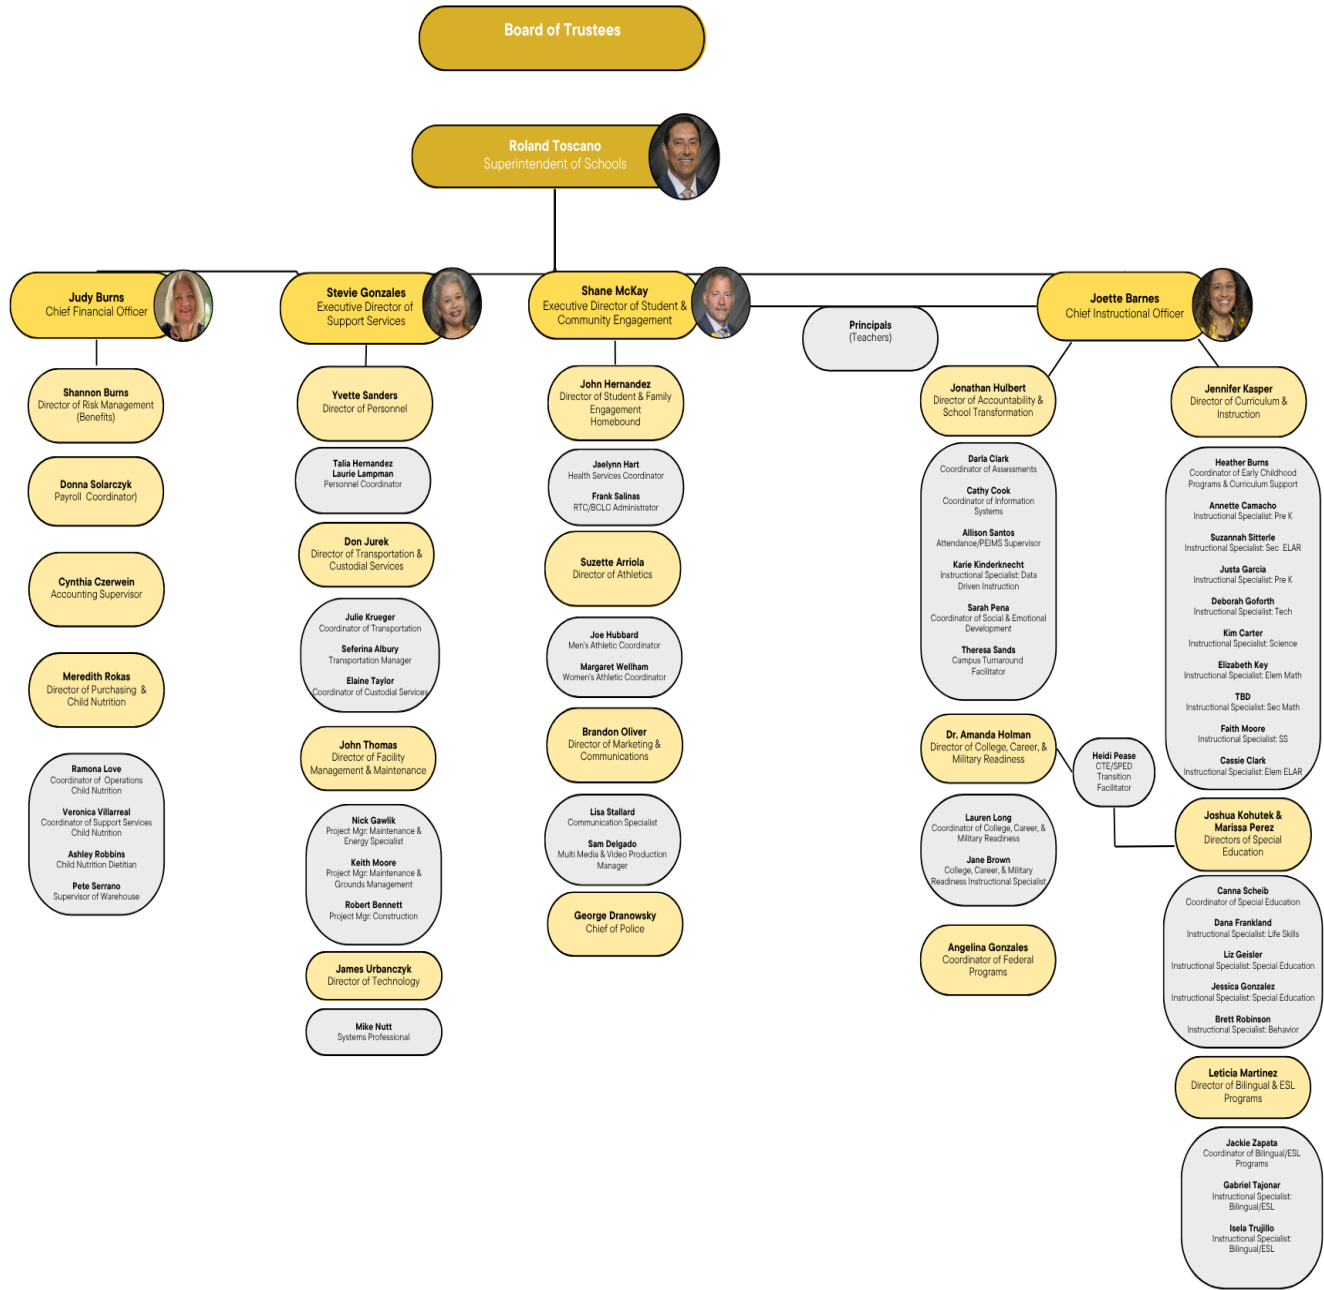 Board of Trustees
Roland Toscano
Superintendent of Schools
Judy Burns
Chief Financial Officer
Stevie Gonzales
Executive Director of
Support Services
Shane McKay
Executive Director of Student &
Community Engagement
Principals
(Teachers)
Joette Barnes
Chief Instructional Officer
Shannon Burns
Director of Risk Management
(Benefits)
Donna Solarczyk
Payroll  Coordinator)
Cynthia Czerwein
Accounting Supervisor
Meredith Rokas
Director of Purchasing  &
Child Nutrition
Ramona Love
Coordinator of  Operations
Child Nutrition
Veronica Villarreal
Coordinator of Support Services
Child Nutrition
Ashley Robbins
Child Nutrition Dietitian
Pete Serrano
Supervisor of Warehouse
Yvette Sanders
Director of Personnel
Talia Hernandez
Laurie Lampman
Personnel Coordinator
Don Jurek
Director of Transportation &
Custodial Services
Julie Krueger
Coordinator of Transportation
Seferina Albury
Transportation Manager
Elaine Taylor
Coordinator of Custodial Services
John Thomas
Director of Facility
Management & Maintenance
Nick Gawlik
Project Mgr: Maintenance &
Energy Specialist
Keith Moore
Project Mgr: Maintenance &
Grounds Management
Robert Bennett
Project Mgr: Construction
James Urbanczyk
Director of Technology
Mike Nutt
Systems Professional
John Hernandez
Director of Student & Family
Engagement
Homebound
Jaelynn Hart
Health Services Coordinator
Frank Salinas
RTC/BCLC Administrator
Suzette Arriola
Director of Athletics
Joe Hubbard
Men's Athletic Coordinator
Margaret Wellham
Women's Athletic Coordinator
Brandon Oliver
Director of Marketing &
Communications
Lisa Stallard
Communication Specialist
Sam Delgado
Multi Media & Video Production
Manager
George Dranowsky
Chief of Police
Jonathan Hulbert
Director of Accountability &
School Transformation
Darla Clark
Coordinator of Assessments
Cathy Cook
Coordinator of Information
Systems
Allison Santos
Attendance/PEIMS Supervisor
Karie Kinderknecht
Instructional Specialist: Data
Driven Instruction
Sarah Pena
Coordinator of Social & Emotional
Development
Theresa Sands
Campus Turnaround
Facilitator
Dr. Amanda Holman
Director of College, Career, &
Military Readiness
Heidi Pease
CTE/SPED
Transition
Facilitator
Lauren Long
Coordinator of College, Career, &
Military Readiness
Jane Brown
College, Career, & Military
Readiness Instructional Specialist
Angelina Gonzales
Coordinator of Federal
Programs
Jennifer Kasper
Director of Curriculum &
Instruction
Heather Burns
Coordinator of Early Childhood
Programs & Curriculum Support
Annette Camacho
Instructional Specialist: Pre K
Suzannah Sitterle
Instructional Specialist: Sec  ELAR
Justa Garcia
Instructional Specialist: Pre K
Deborah Goforth
Instructional Specialist: Tech
Kim Carter
Instructional Specialist: Science
Elizabeth Key
Instructional Specialist: Elem Math
TBD
Instructional Specialist: Sec Math
Faith Moore
Instructional Specialist: SS
Cassie Clark
Instructional Specialist: Elem ELAR
Joshua Kohutek &
Marissa Perez
Directors of Special
Education
Canna Scheib
Coordinator of Special Education
Dana Frankland
Instructional Specialist: Life Skills
Liz Geisler
Instructional Specialist: Special Education
Jessica Gonzalez
Instructional Specialist: Special Education
Brett Robinson
Instructional Specialist: Behavior
Leticia Martinez
Director of Bilingual & ESL
Programs
Jackie Zapata
Coordinator of Bilingual/ESL
Programs
Gabriel Tajonar
Instructional Specialist:
Bilingual/ESL
Isela Trujillo
Instructional Specialist:
Bilingual/ESL